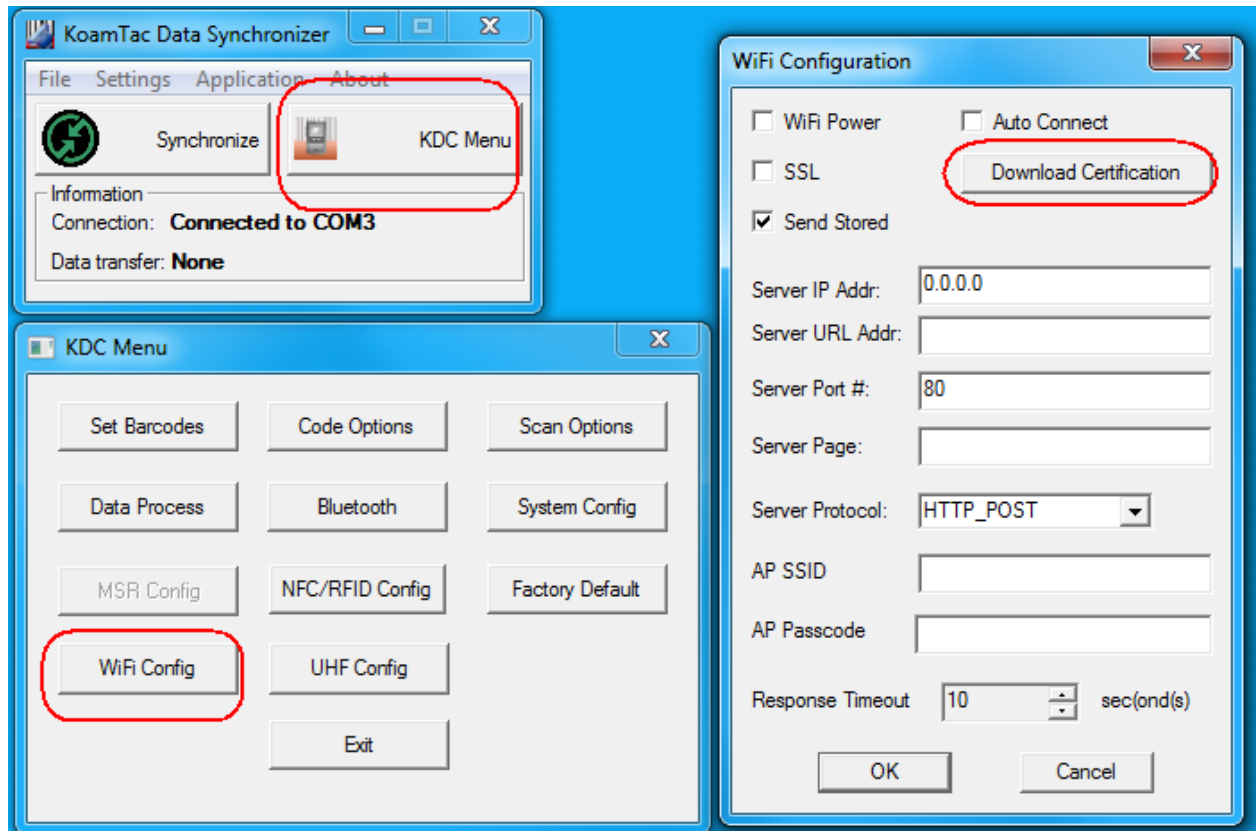 KoamTac Data Synchronizer
File Settings Application About
Synchronize
KDC Menu
Information
Connection: Connected to COM3
Data transfer: None
KDC Menu
Set Barcodes
Code Options
Scan Options
Data Process
Bluetooth
System Config
MSR Config
NFC/RFID Config
Factory Default
WiFi Config
UHF Config
Exit
WiFi Configuration
WiFi Power
Auto Connect
SSL
Download Certification
Send Stored
Server IP Addr: 0.0.0.0
Server URL Addr:
Server Port #: 80
Server Page:
Server Protocol: HTTP_POST
AP SSID
AP Passcode
Response Timeout 10 sec(ond(s)
OK
Cancel